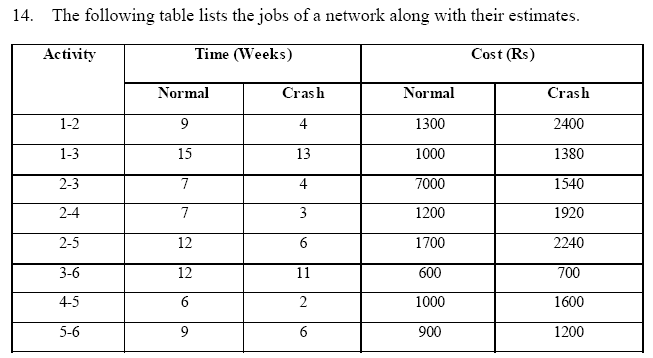 14. The following table lists the jobs of a network along with their estimates.
Activity Time (Weeks) Cost (Rs)
Normal Crash Normal Crash
1-2 9 4 1300 2400
1-3 15 13 1000 1380
2-3 7 4 7000 1540
2-4 7 3 1200 1920
2-5 12 6 1700 2240
3-6 12 11 600 700
4-5 6 2 1000 1600
5-6 9 6 900 1200